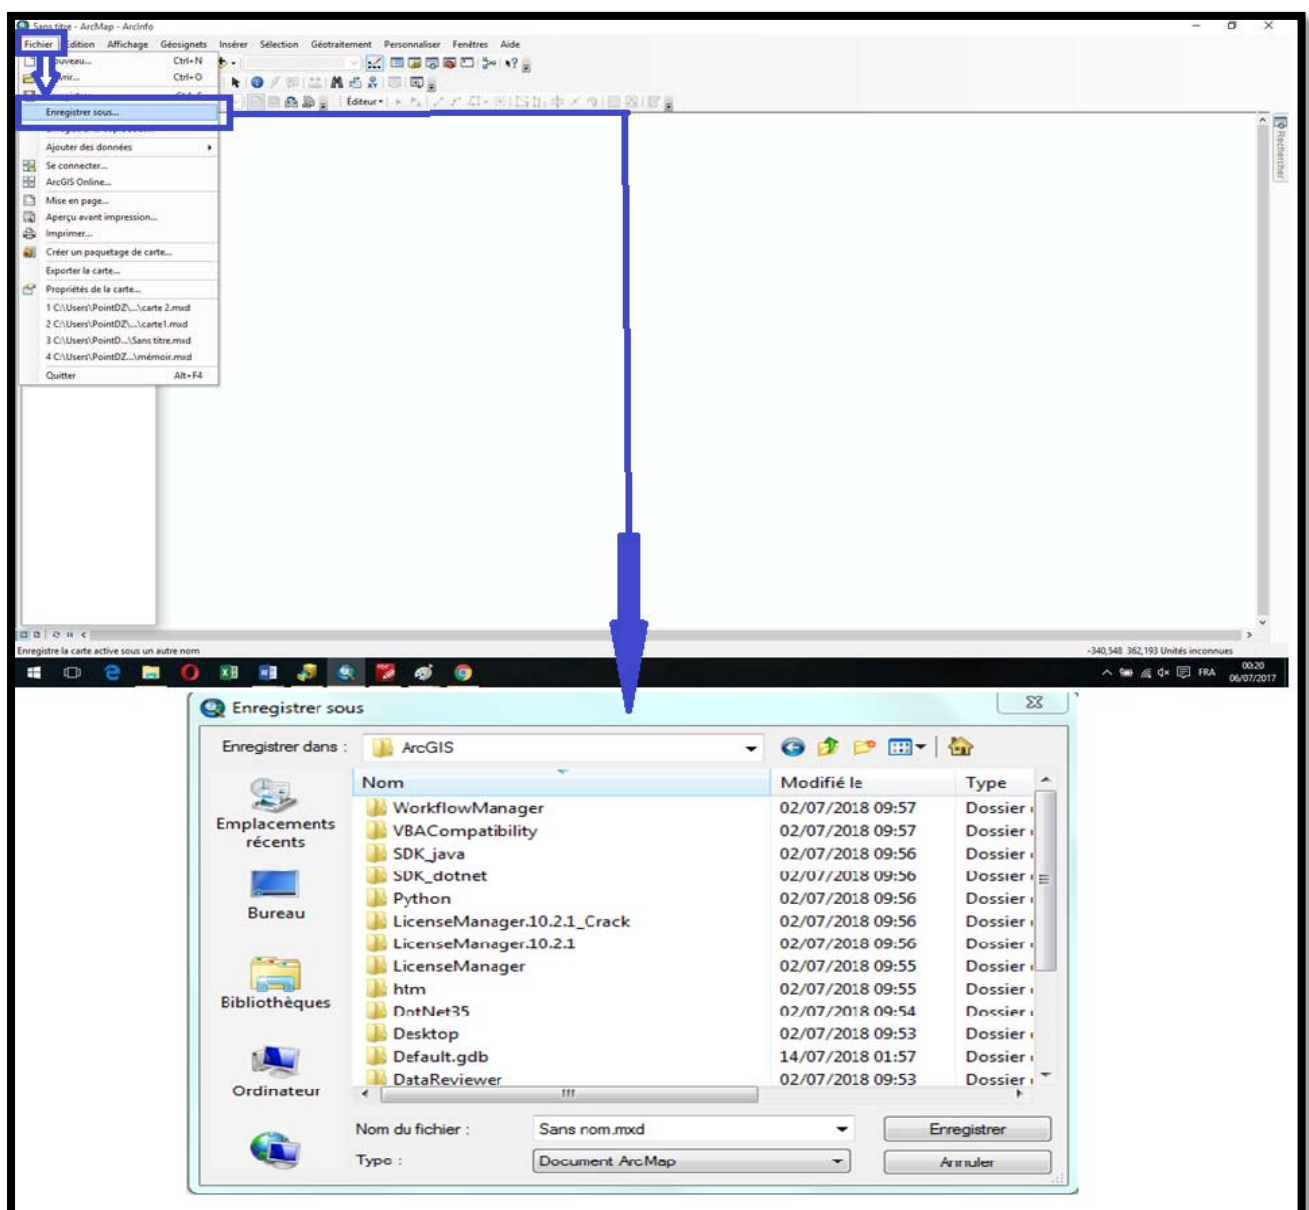 Sans titre - ArcMap - ArcInfo
Fichier Edition Affichage Géosignets Insérer Sélection Géotraitement Personnaliser Fenêtres Aide
Ctrl+N
Ctrl+O
Éditeur
Enregistrer sous...
Ajouter des données
Se connecter...
ArcGIS Online...
Mise en page...
Aperçu avant impression...
Imprimer...
Créer un paquetage de carte...
Exporter la carte...
Propriétés de la carte...
1 C:\Users\PointDZ\...\carte 2.mxd
2 C:\Users\PointDZ\...\carte1.mxd
3 C:\Users\PointD...\Sans titre.mxd
4 C:\Users\PointDZ...\mémoir.mxd
Quitter Alt+F4
Rechercher
Enregistre la carte active sous un autre nom
-340,548 362,193 Unités inconnues
FRA
00:20
06/07/2017
Enregistrer sous
Enregistrer dans : ArcGIS
Nom Modifié le Type
WorkflowManager 02/07/2018 09:57 Dossier
VBACompatibility 02/07/2018 09:57 Dossier
SDK_java 02/07/2018 09:56 Dossier
SDK_dotnet 02/07/2018 09:56 Dossier
Python 02/07/2018 09:56 Dossier
LicenseManager.10.2.1_Crack 02/07/2018 09:56 Dossier
LicenseManager.10.2.1 02/07/2018 09:56 Dossier
LicenseManager 02/07/2018 09:55 Dossier
htm 02/07/2018 09:55 Dossier
DotNet35 02/07/2018 09:54 Dossier
Desktop 02/07/2018 09:53 Dossier
Default.gdb 14/07/2018 01:57 Dossier
DataReviewer 02/07/2018 09:53 Dossier
Emplacements
récents
Bureau
Bibliothèques
Ordinateur
Nom du fichier : Sans nom.mxd Enregistrer
Type : Document ArcMap Annuler